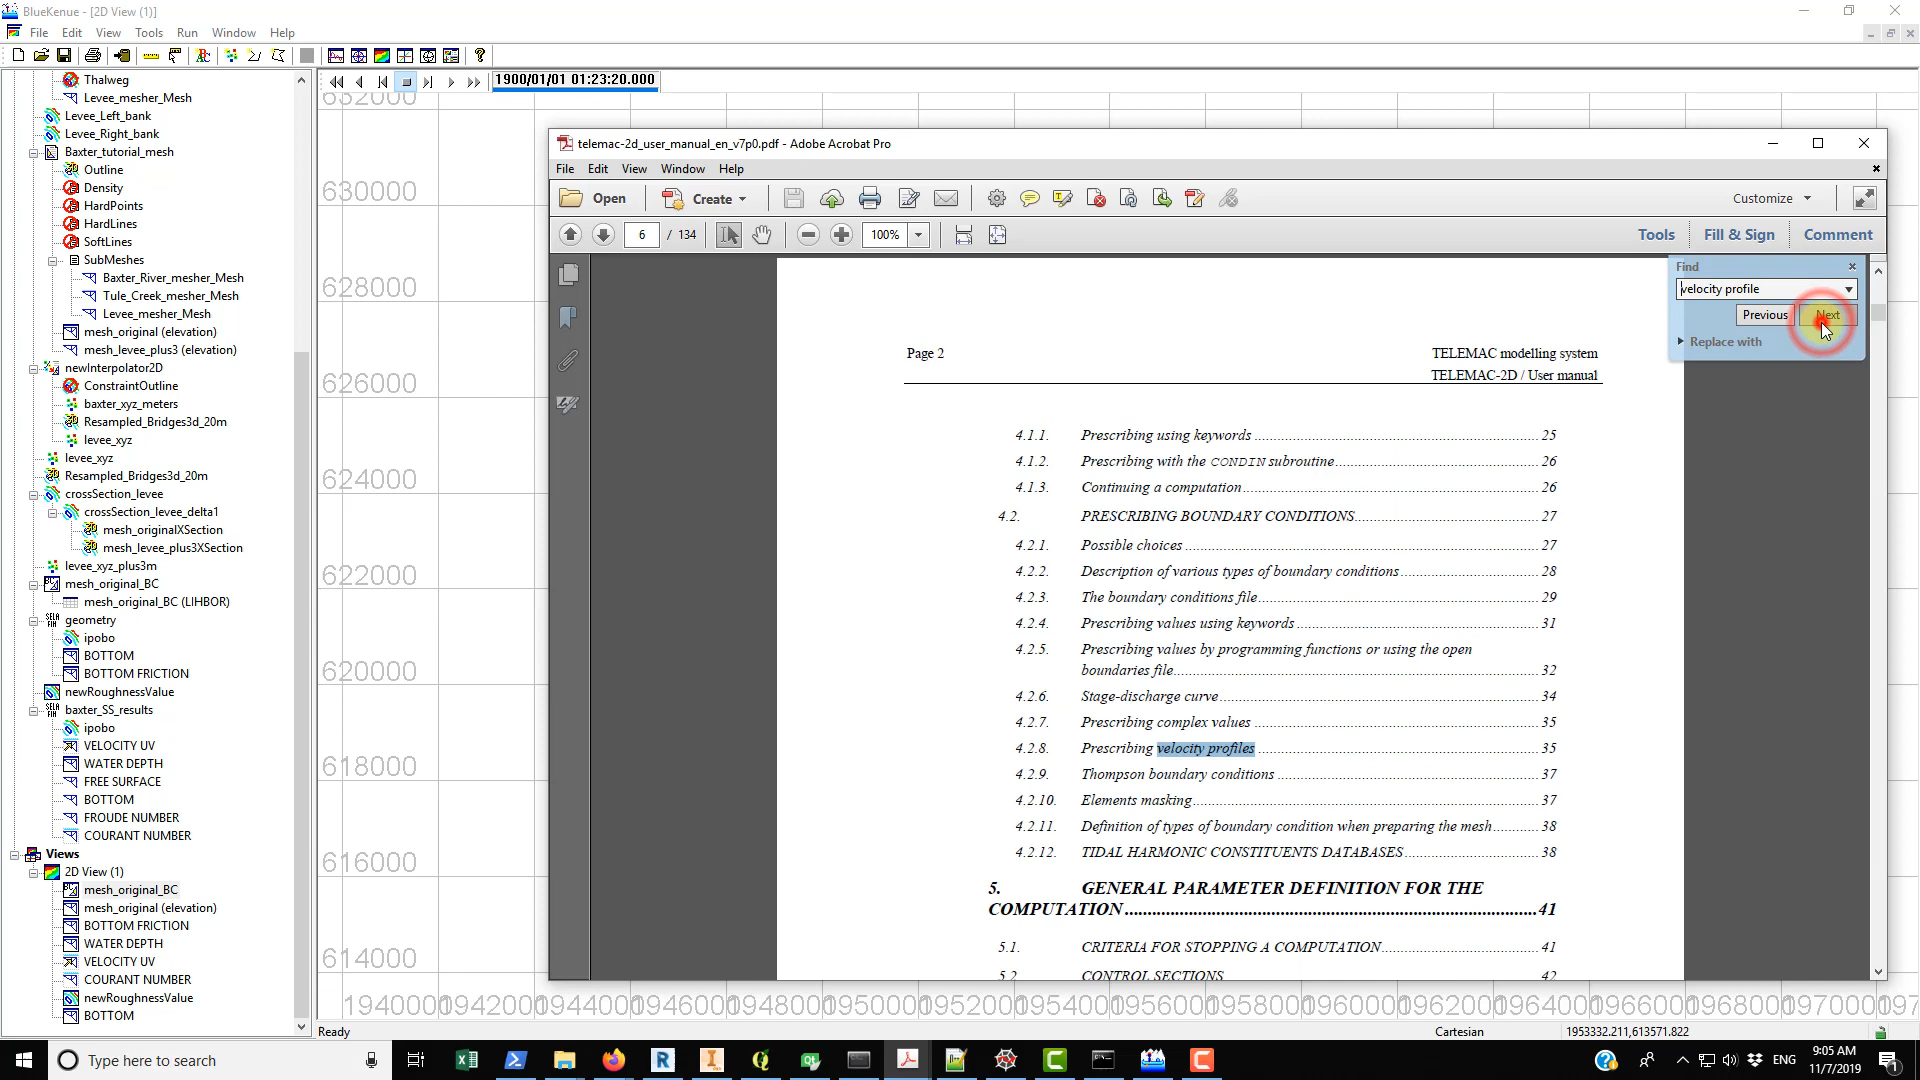 BlueKenue - [2D View (1)]
File Edit View Tools Run Window Help
1900/01/01 01:23:20.000
Thalweg
Levee_mesher_Mesh
Levee_Left_bank
Levee_Right_bank
Baxter_tutorial_mesh
Outline
Density
HardPoints
HardLines
SoftLines
SubMeshes
Baxter_River_mesher_Mesh
Tule_Creek_mesher_Mesh
Levee_mesher_Mesh
mesh_original (elevation)
mesh_levee_plus3 (elevation)
newInterpolator2D
ConstraintOutline
baxter_xyz_meters
Resampled_Bridges3d_20m
levee_xyz
levee_xyz
Resampled_Bridges3d_20m
crossSection_levee
crossSection_levee_delta1
mesh_originalXSection
mesh_levee_plus3XSection
levee_xyz_plus3m
mesh_original_BC
mesh_original_BC (LIHBOR)
geometry
ipobo
BOTTOM
BOTTOM FRICTION
newRoughnessValue
baxter_SS_results
ipobo
VELOCITY UV
WATER DEPTH
FREE SURFACE
BOTTOM
FROUDE NUMBER
COURANT NUMBER
Views
2D View (1)
mesh_original_BC
mesh_original (elevation)
BOTTOM FRICTION
WATER DEPTH
VELOCITY UV
COURANT NUMBER
newRoughnessValue
BOTTOM
632000
630000
628000
626000
624000
622000
620000
618000
616000
614000
telemac-2d_user_manual_en_v7p0.pdf - Adobe Acrobat Pro
File Edit View Window Help
Open Create Customize
6 / 134 100% Tools Fill & Sign Comment
Find
velocity profile
Previous Next
Replace with
Page 2 TELEMAC modelling system
TELEMAC-2D / User manual
4.1.1. Prescribing using keywords 25
4.1.2. Prescribing with the CONDIN subroutine 26
4.1.3. Continuing a computation 26
4.2. PRESCRIBING BOUNDARY CONDITIONS 27
4.2.1. Possible choices 27
4.2.2. Description of various types of boundary conditions 28
4.2.3. The boundary conditions file 29
4.2.4. Prescribing values using keywords 31
4.2.5. Prescribing values by programming functions or using the open
boundaries file 32
4.2.6. Stage-discharge curve 34
4.2.7. Prescribing complex values 35
4.2.8. Prescribing velocity profiles 35
4.2.9. Thompson boundary conditions 37
4.2.10. Elements masking 37
4.2.11. Definition of types of boundary condition when preparing the mesh 38
4.2.12. TIDAL HARMONIC CONSTITUENTS DATABASES 38
5. GENERAL PARAMETER DEFINITION FOR THE
COMPUTATION 41
5.1. CRITERIA FOR STOPPING A COMPUTATION 41
5.2 CONTROL SECTIONS 42
Ready Cartesian 1953332.211,613571.822
Type here to search
ENG
9:05 AM
11/7/2019